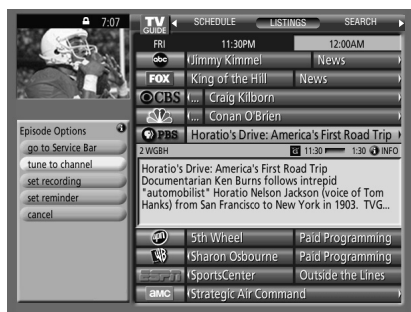 7:07
TV GUIDE
SCHEDULE LISTINGS SEARCH
FRI 11:30PM 12:00AM
abc Jimmy Kimmel News
FOX King of the Hill News
CBS ... Craig Kilborn
... Conan O'Brien
PBS Horatio's Drive: America's First Road Trip
2 WGBH 11:30 1:30 INFO
Episode Options
go to Service Bar
tune to channel
set recording
set reminder
cancel
Horatio's Drive: America's First Road Trip
Documentarian Ken Burns follows intrepid
"automobilist" Horatio Nelson Jackson (voice of Tom
Hanks) from San Francisco to New York in 1903. TVG...
upn 5th Wheel Paid Programming
WB Sharon Osbourne Paid Programming
ESPN SportsCenter Outside the Lines
amc Strategic Air Command